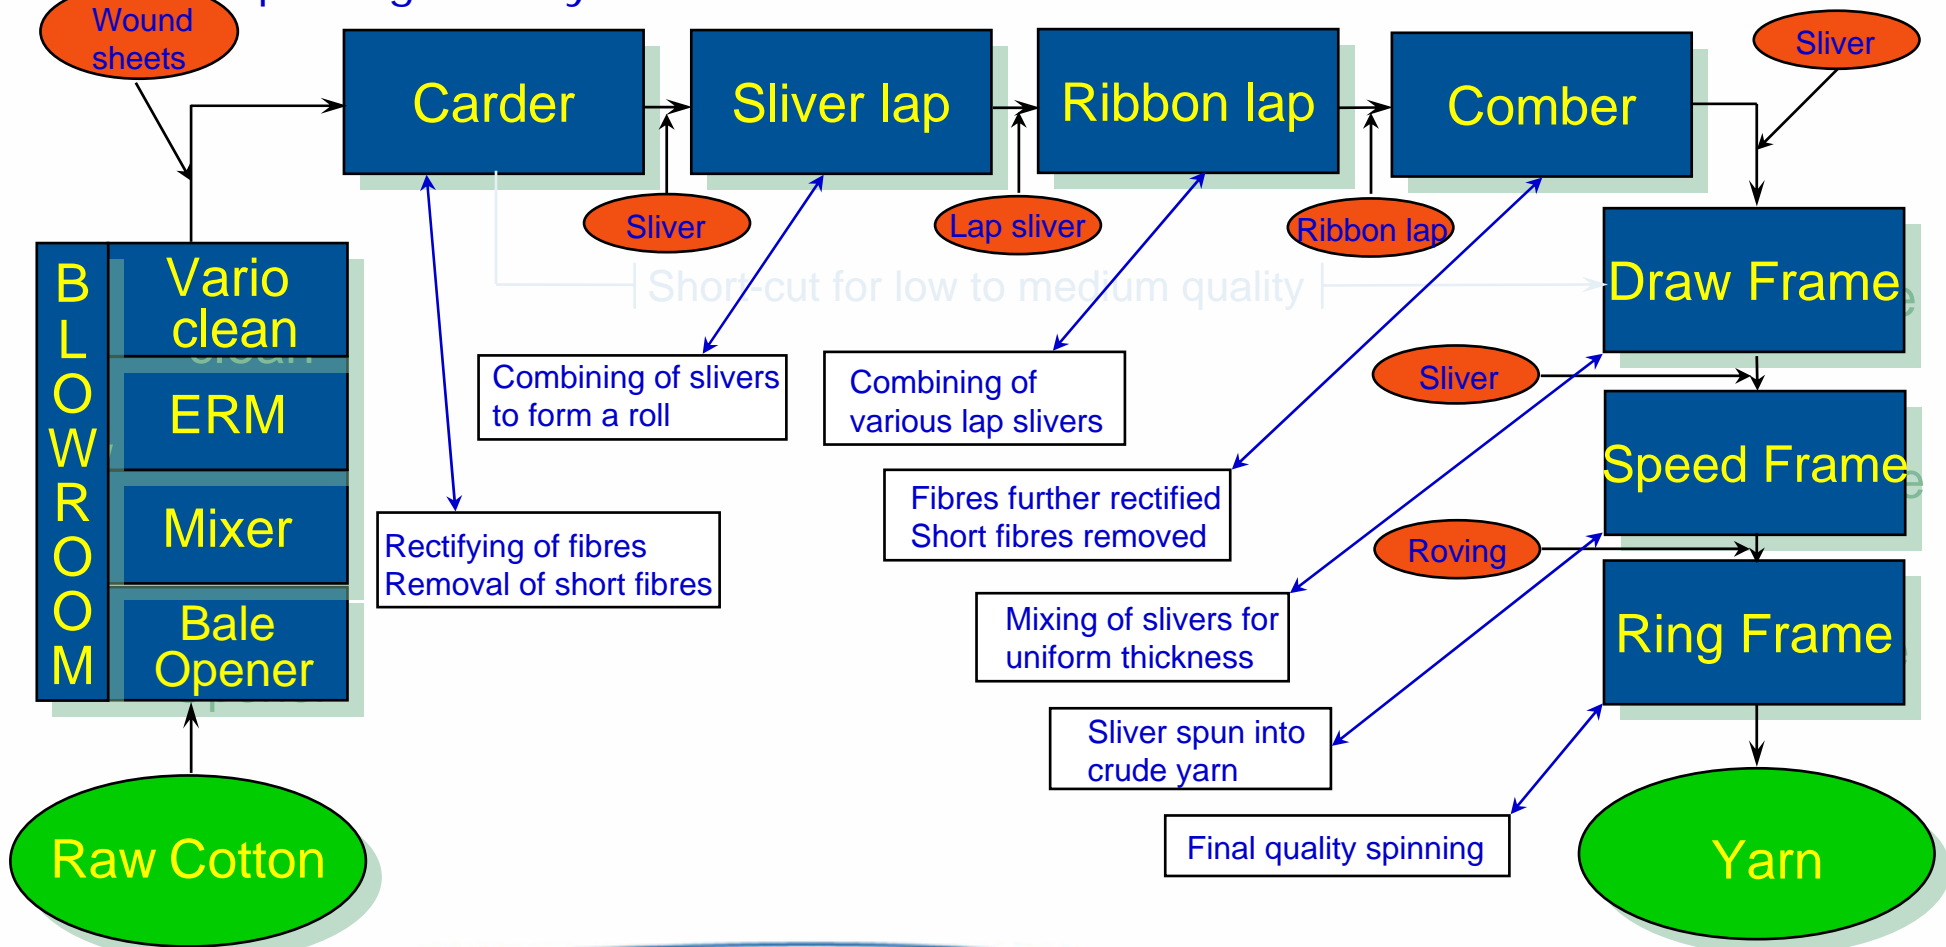 Wound
sheets
Sliver
Carder
Sliver lap
Ribbon lap
Comber
Sliver
Lap sliver
Ribbon lap
BLOWROOM
Vario
clean
Short-cut for low to medium quality
Draw Frame
Combining of slivers
to form a roll
Combining of
various lap slivers
Sliver
ERM
Speed Frame
Fibres further rectified
Short fibres removed
Mixer
Rectifying of fibres
Removal of short fibres
Roving
Bale
Opener
Mixing of slivers for
uniform thickness
Ring Frame
Sliver spun into
crude yarn
Final quality spinning
Raw Cotton
Yarn